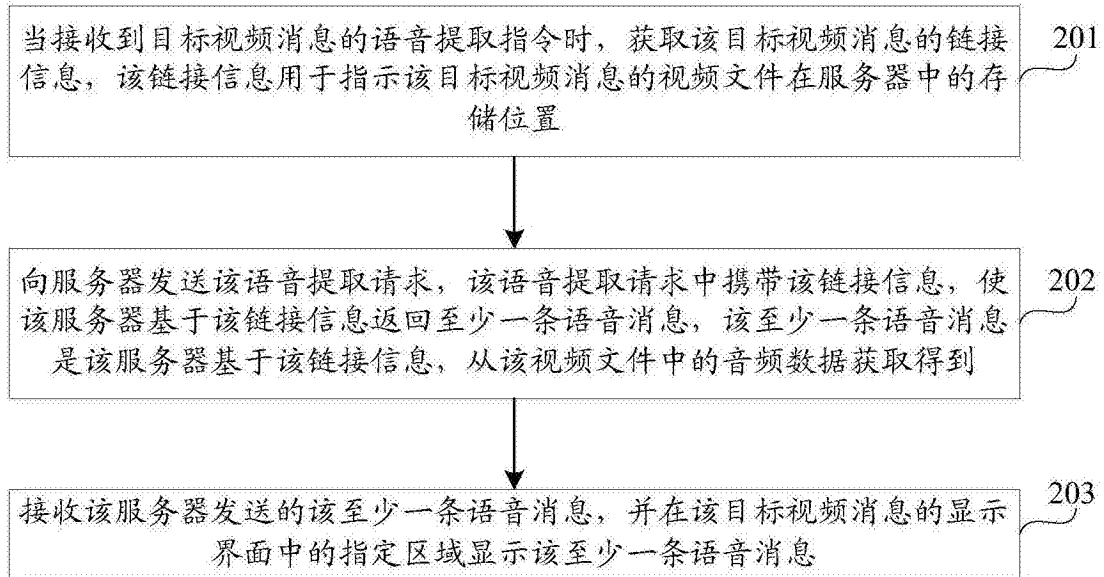 当接收到目标视频消息的语音提取指令时，获取该目标视频消息的链接
信息，该链接信息用于指示该目标视频消息的视频文件在服务器中的存
储位置
201
向服务器发送该语音提取请求，该语音提取请求中携带该链接信息，使
该服务器基于该链接信息返回至少一条语音消息，该至少一条语音消息
是该服务器基于该链接信息，从该视频文件中的音频数据获取得到
202
接收该服务器发送的该至少一条语音消息，并在该目标视频消息的显示
界面中的指定区域显示该至少一条语音消息
203